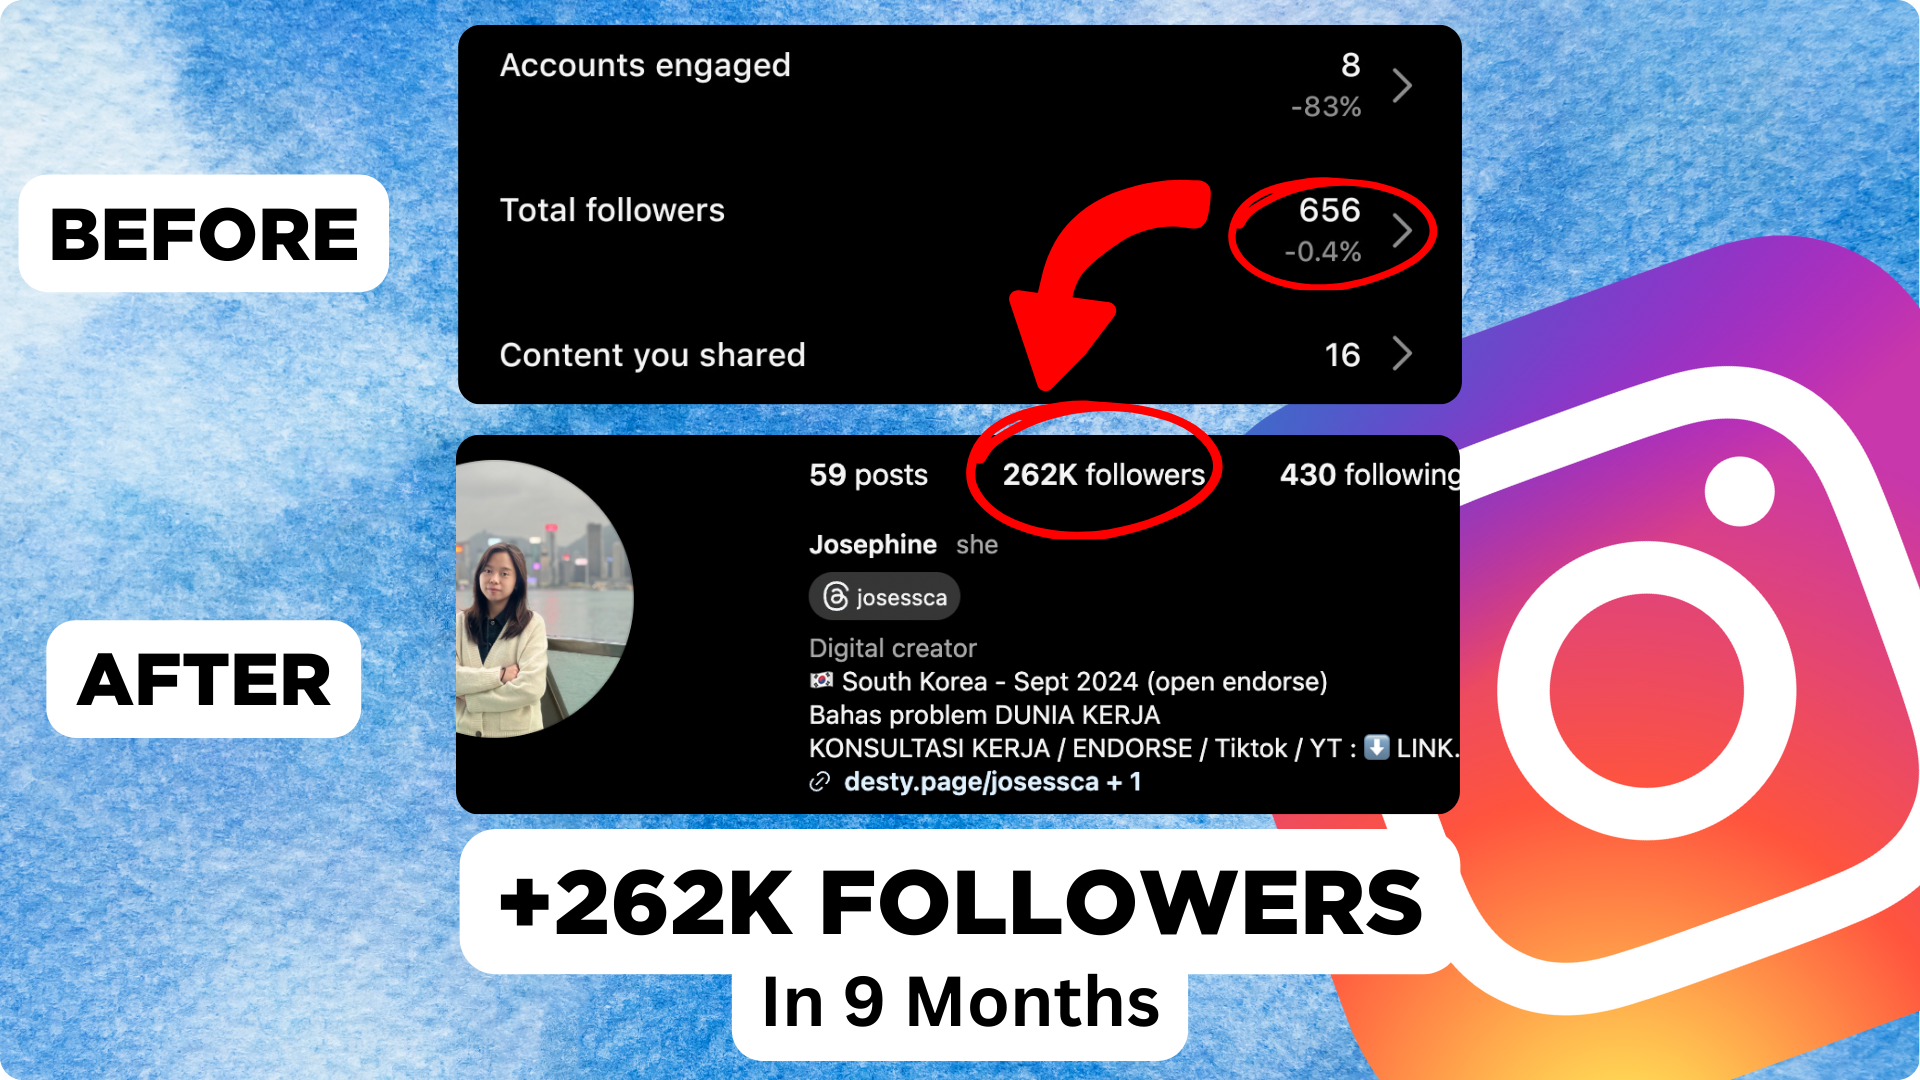 BEFORE
Accounts engaged 8
-83%
Total followers 656
-0.4%
Content you shared 16
AFTER
59 posts 262K followers 430 following
Josephine she
josessca
Digital creator
🇰🇷 South Korea - Sept 2024 (open endorse)
Bahas problem DUNIA KERJA
KONSULTASI KERJA / ENDORSE / Tiktok / YT : ⬇️ LINK.
desty.page/josessca + 1
+262K FOLLOWERS
In 9 Months